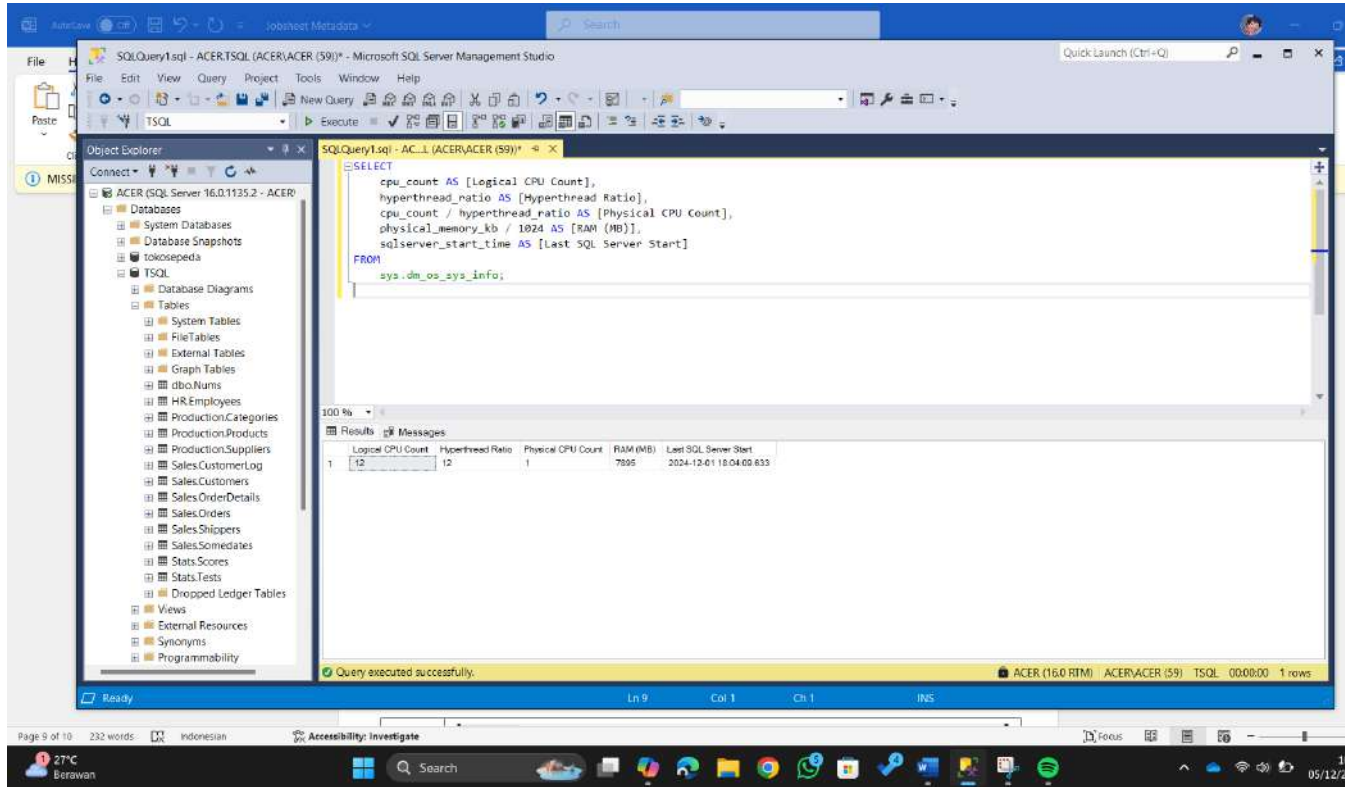 AutoSave Off Jobsheet Metadata Search
File
Paste
MISSI
SQLQuery1.sql - ACER.TSQL (ACER\ACER (59))* - Microsoft SQL Server Management Studio
Quick Launch (Ctrl+Q)
File Edit View Query Project Tools Window Help
New Query
TSQL Execute
Object Explorer
Connect
ACER (SQL Server 16.0.1135.2 - ACER\
Databases
System Databases
Database Snapshots
tokosepeda
TSQL
Database Diagrams
Tables
System Tables
FileTables
External Tables
Graph Tables
dbo.Nums
HR.Employees
Production.Categories
Production.Products
Production.Suppliers
Sales.CustomerLog
Sales.Customers
Sales.OrderDetails
Sales.Orders
Sales.Shippers
Sales.Somedates
Stats.Scores
Stats.Tests
Dropped Ledger Tables
Views
External Resources
Synonyms
Programmability
SQLQuery1.sql - AC...L (ACER\ACER (59))*
SELECT
cpu_count AS [Logical CPU Count],
hyperthread_ratio AS [Hyperthread Ratio],
cpu_count / hyperthread_ratio AS [Physical CPU Count],
physical_memory_kb / 1024 AS [RAM (MB)],
sqlserver_start_time AS [Last SQL Server Start]
FROM
sys.dm_os_sys_info;
100 %
Results Messages
Logical CPU Count Hyperthread Ratio Physical CPU Count RAM (MB) Last SQL Server Start
1 12 12 1 7895 2024-12-01 18:04:09.633
Query executed successfully.
ACER (16.0 RTM) ACER\ACER (59) TSQL 00:00:00 1 rows
Ready Ln 9 Col 1 Ch 1 INS
Page 9 of 10 232 words Indonesian Accessibility: Investigate Focus
27°C
Berawan
Search
05/12/2